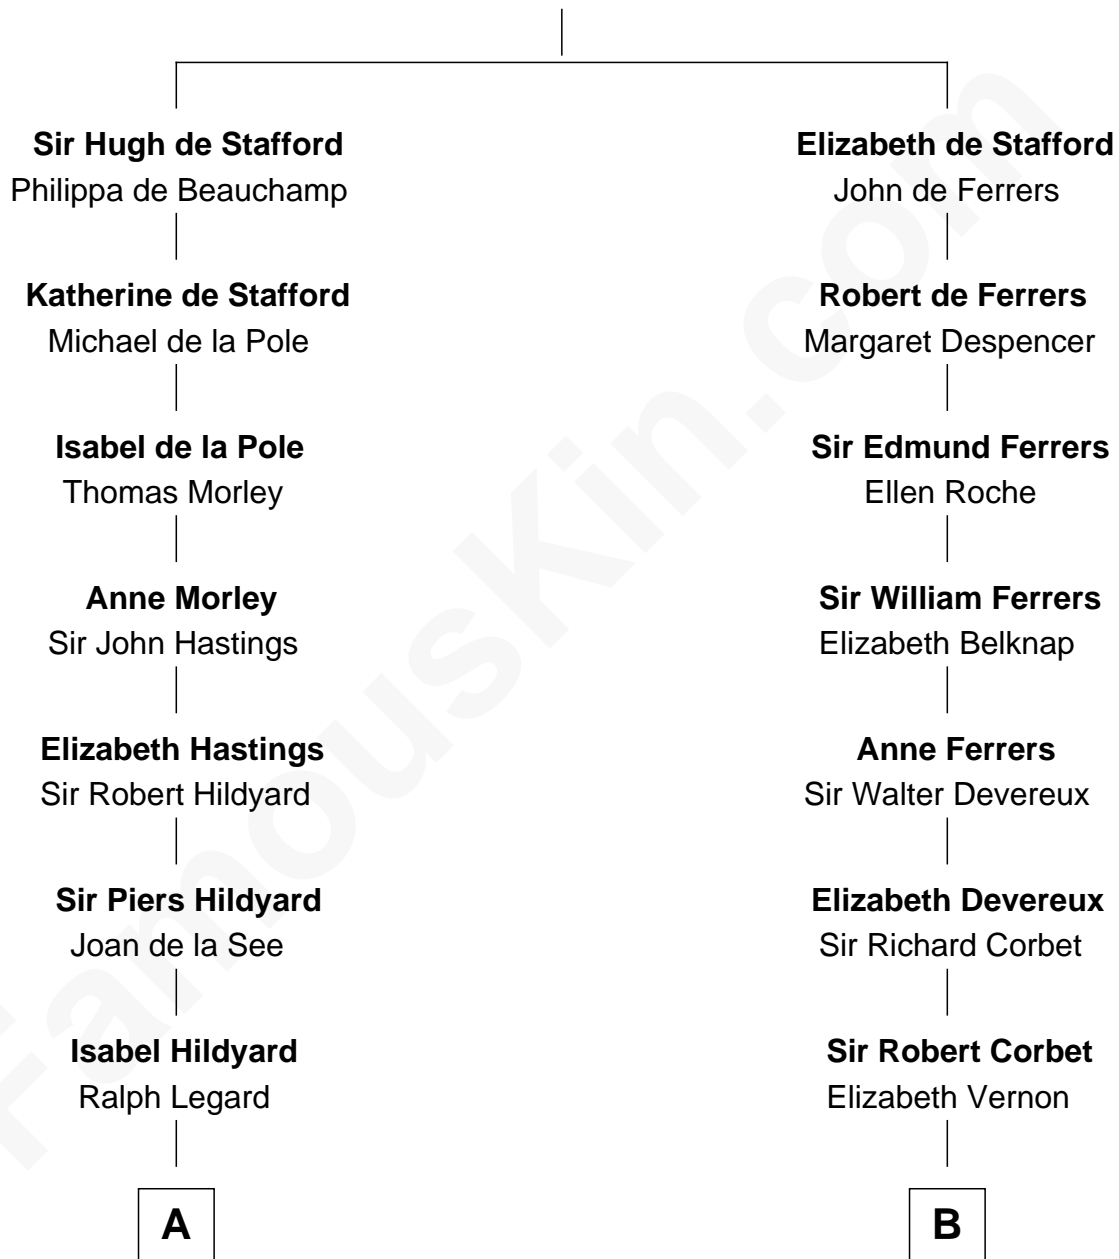 Sir Hugh de Stafford
Philippa de Beauchamp
Elizabeth de Stafford
John de Ferrers
Katherine de Stafford
Michael de la Pole
Robert de Ferrers
Margaret Despencer
Isabel de la Pole
Thomas Morley
Sir Edmund Ferrers
Ellen Roche
Anne Morley
Sir John Hastings
Sir William Ferrers
Elizabeth Belknap
Elizabeth Hastings
Sir Robert Hildyard
Anne Ferrers
Sir Walter Devereux
Sir Piers Hildyard
Joan de la See
Elizabeth Devereux
Sir Richard Corbet
Isabel Hildyard
Ralph Legard
Sir Robert Corbet
Elizabeth Vernon
A
B
FamousKin.com